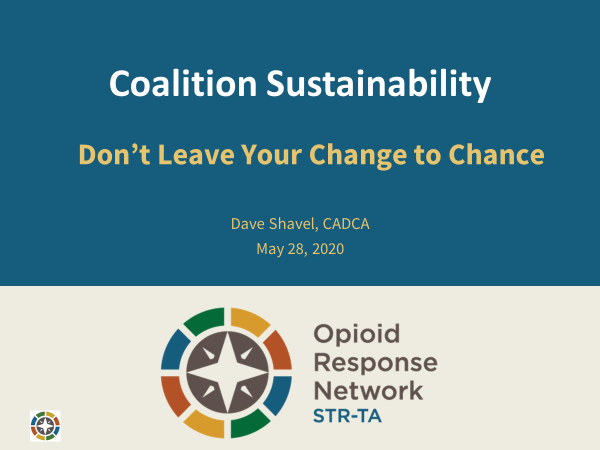 Coalition Sustainability
Don’t Leave Your Change to Chance
Dave Shavel, CADCA
May 28, 2020
Opioid
Response
Network
STR-TA